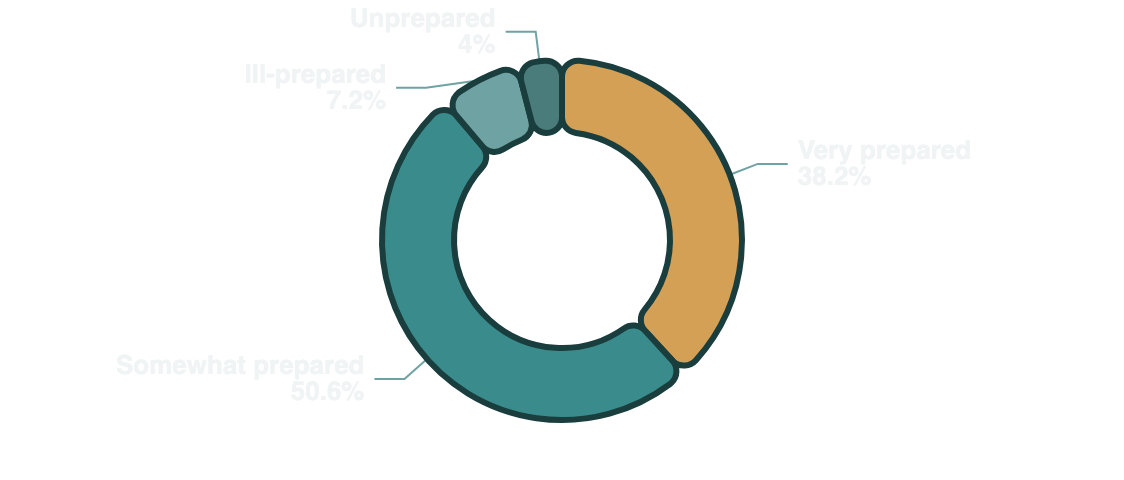 Unprepared
4%
Ill-prepared
7.2%
Very prepared
38.2%
Somewhat prepared
50.6%